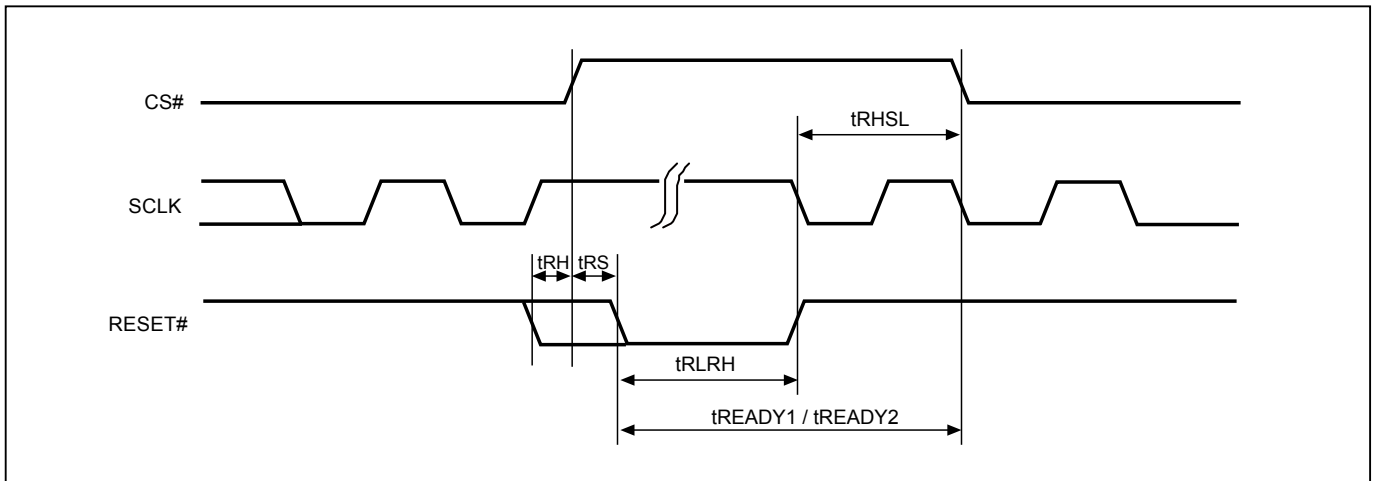 CS#
tRHSL
SCLK
tRH tRS
RESET#
tRLRH
tREADY1 / tREADY2